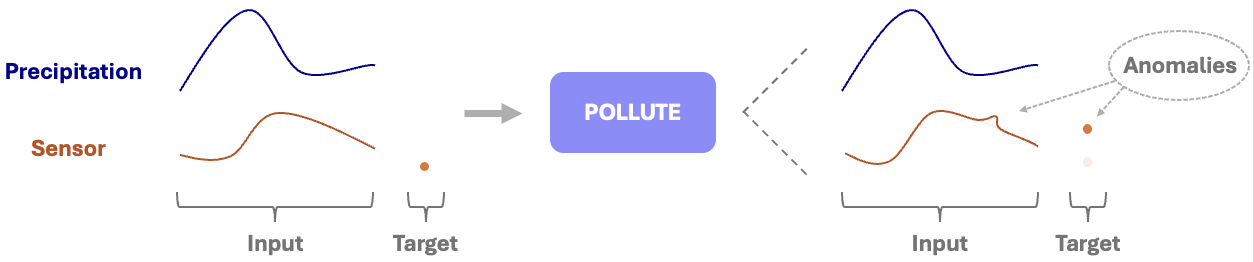 Precipitation
Sensor
Input
Target
POLLUTE
Anomalies
Input
Target